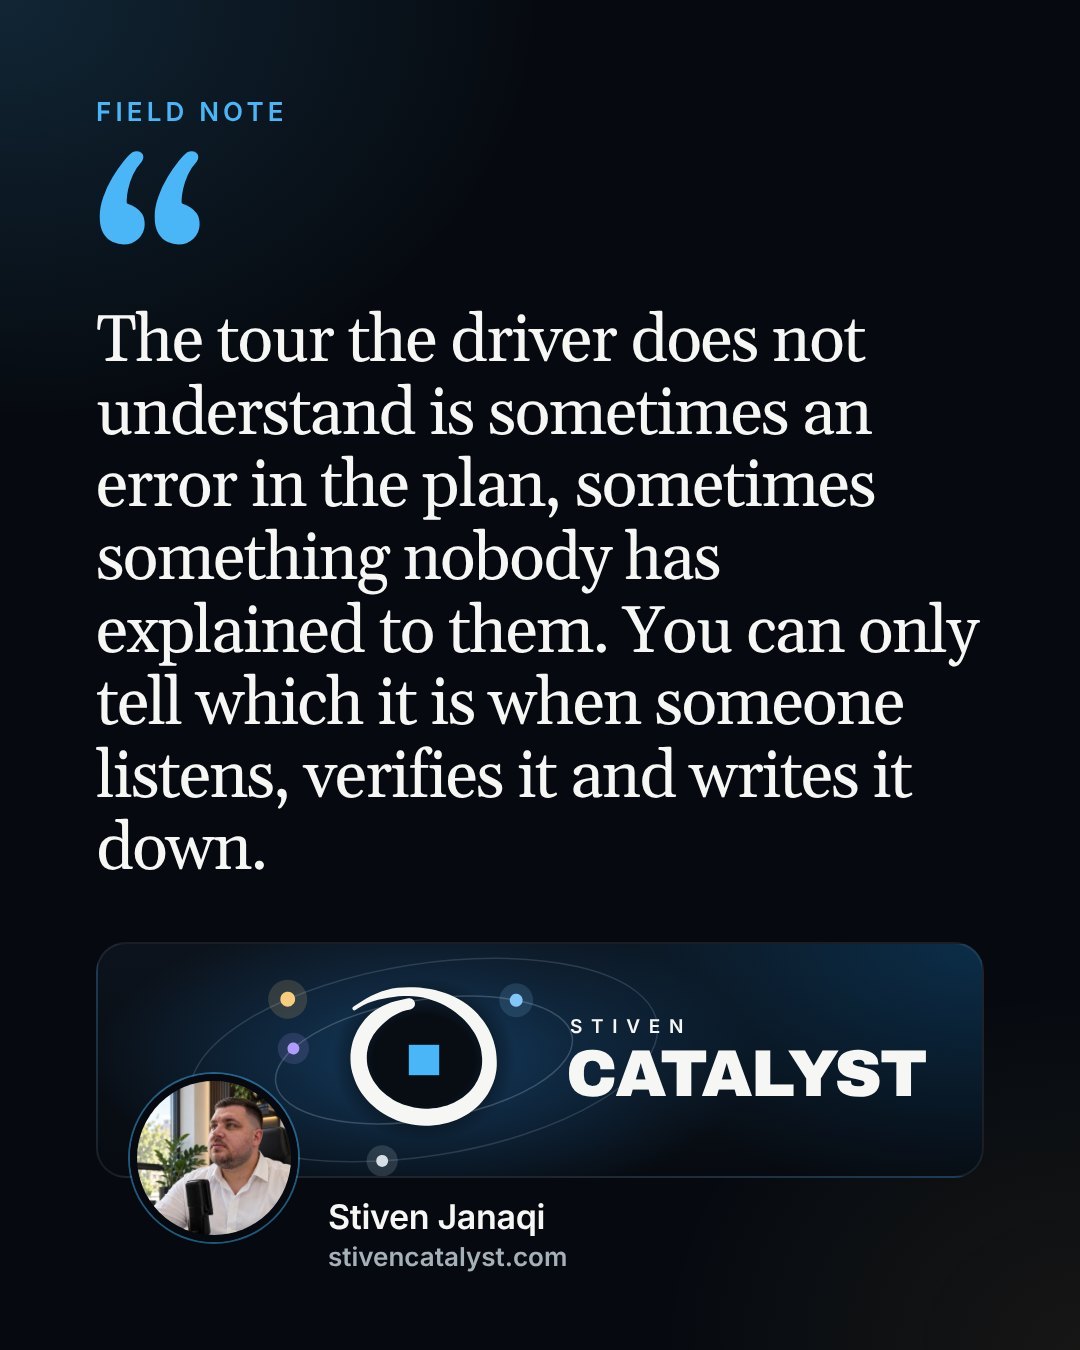 FIELD NOTE
“
The tour the driver does not
understand is sometimes an
error in the plan, sometimes
something nobody has
explained to them. You can only
tell which it is when someone
listens, verifies it and writes it
down.
STIVEN
CATALYST
Stiven Janaqi
stivencatalyst.com